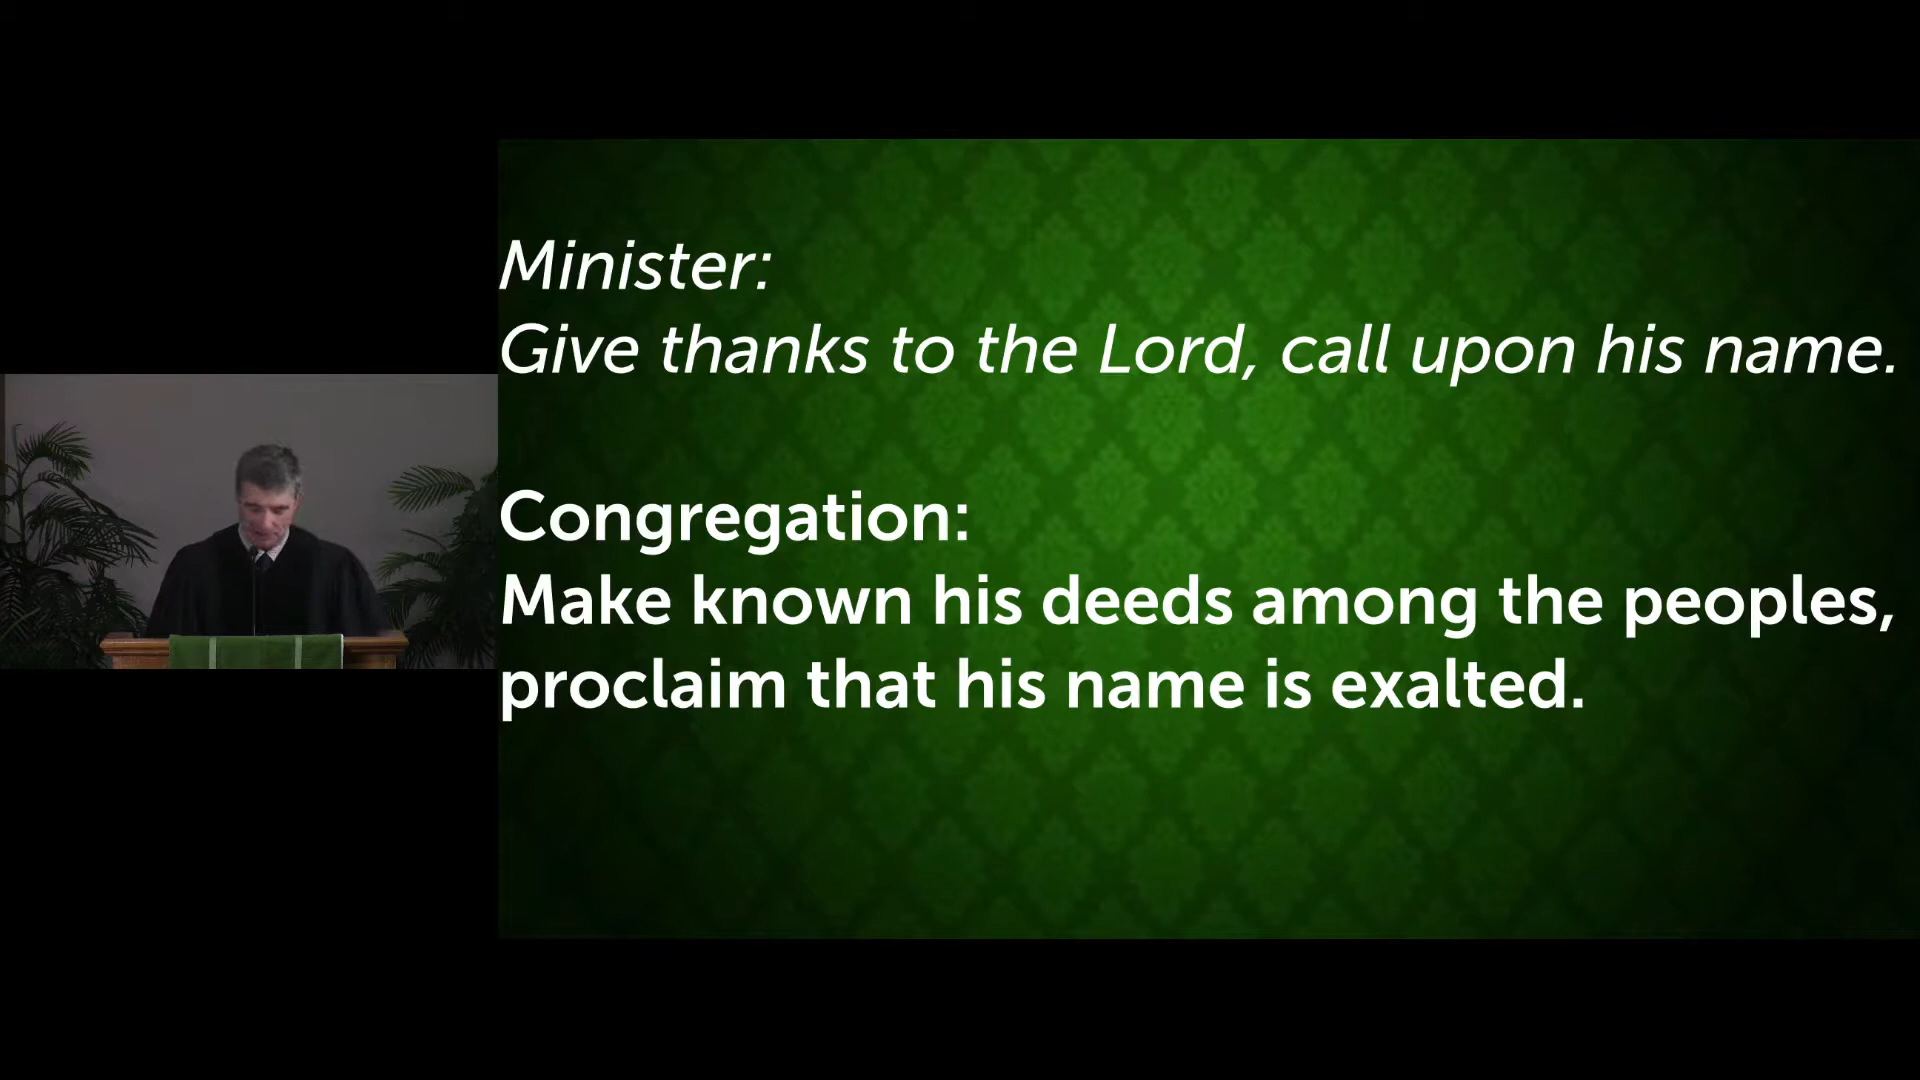 Minister:
Give thanks to the Lord, call upon his name.
Congregation:
Make known his deeds among the peoples,
proclaim that his name is exalted.